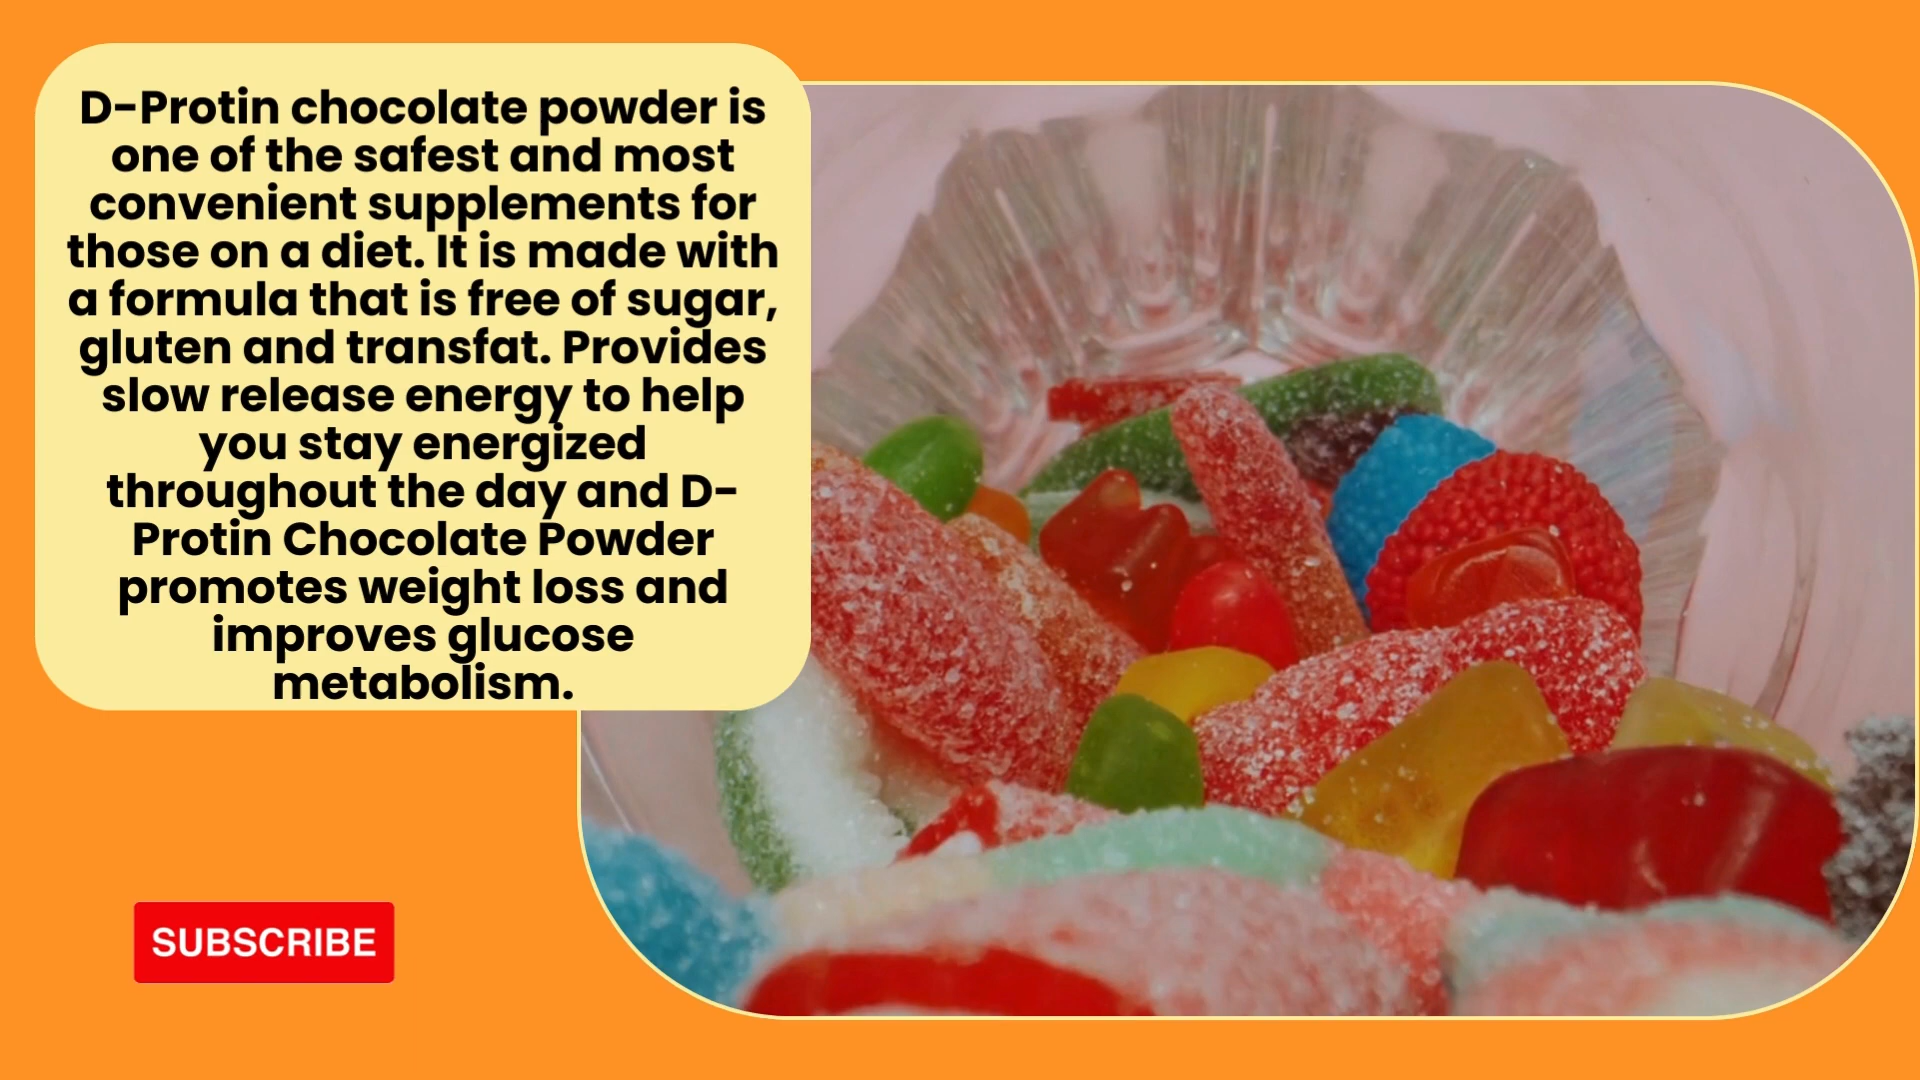 D-Protin chocolate powder is
one of the safest and most
convenient supplements for
those on a diet. It is made with
a formula that is free of sugar,
gluten and transfat. Provides
slow release energy to help
you stay energized
throughout the day and D-
Protin Chocolate Powder
promotes weight loss and
improves glucose
metabolism.
SUBSCRIBE